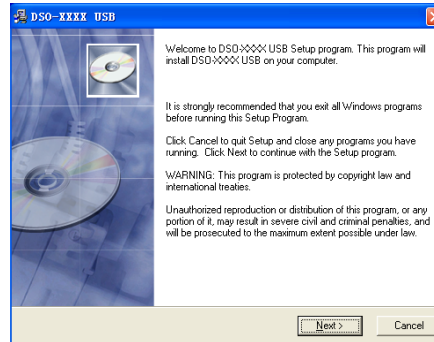 DSO-XXXX USB
Welcome to DSO-XXXX USB Setup program. This program will
install DSO-XXXX USB on your computer.
It is strongly recommended that you exit all Windows programs
before running this Setup Program.
Click Cancel to quit Setup and close any programs you have
running. Click Next to continue with the Setup program.
WARNING: This program is protected by copyright law and
international treaties.
Unauthorized reproduction or distribution of this program, or any
portion of it, may result in severe civil and criminal penalties, and
will be prosecuted to the maximum extent possible under law.
Next > Cancel